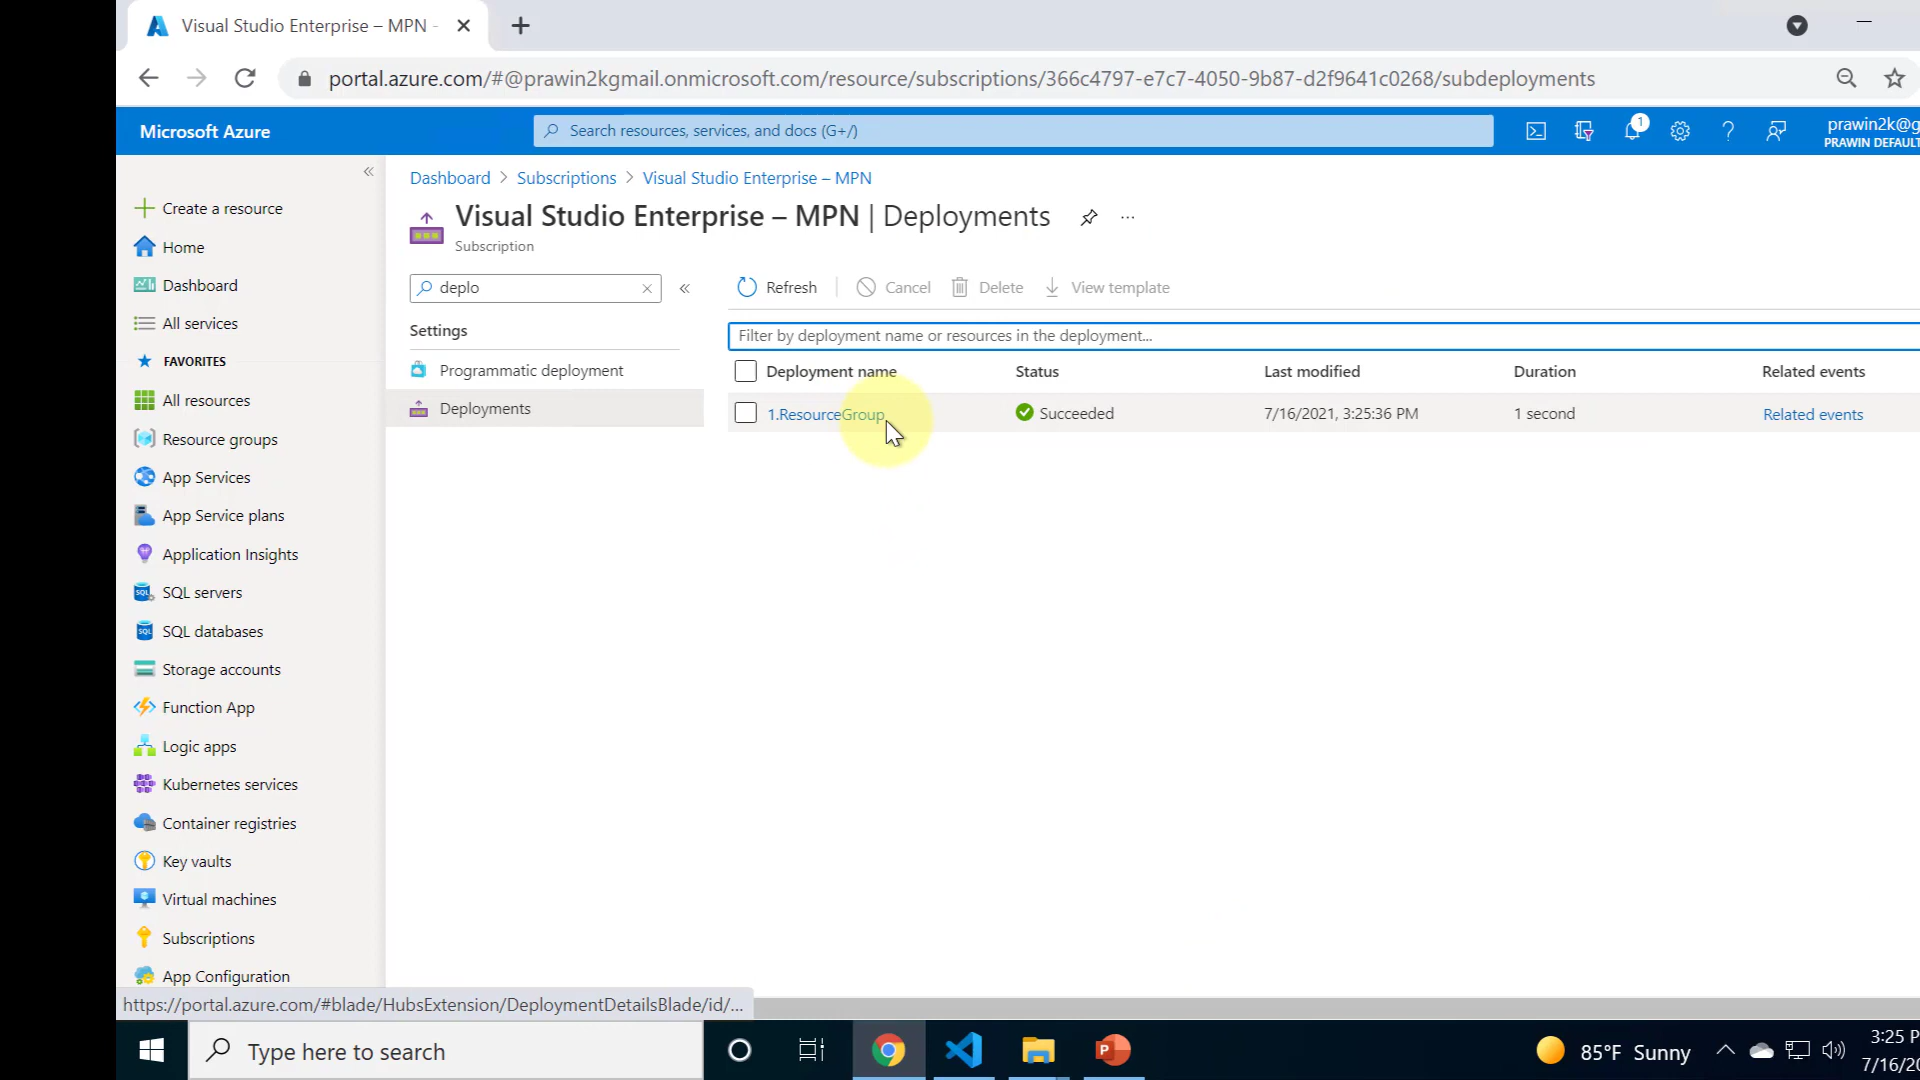 Visual Studio Enterprise – MPN -
portal.azure.com/#@prawin2kgmail.onmicrosoft.com/resource/subscriptions/366c4797-e7c7-4050-9b87-d2f9641c0268/subdeployments
Microsoft Azure
Search resources, services, and docs (G+/)
1
prawin2k@g
PRAWIN DEFAULT
Create a resource
Home
Dashboard
All services
FAVORITES
All resources
Resource groups
App Services
App Service plans
Application Insights
SQL servers
SQL databases
Storage accounts
Function App
Logic apps
Kubernetes services
Container registries
Key vaults
Virtual machines
Subscriptions
App Configuration
Dashboard > Subscriptions > Visual Studio Enterprise – MPN
Visual Studio Enterprise – MPN | Deployments
Subscription
deplo
Settings
Programmatic deployment
Deployments
Refresh Cancel Delete View template
Filter by deployment name or resources in the deployment...
Deployment name Status Last modified Duration Related events
1.ResourceGroup Succeeded 7/16/2021, 3:25:36 PM 1 second Related events
https://portal.azure.com/#blade/HubsExtension/DeploymentDetailsBlade/id/...
Type here to search
85°F Sunny
3:25 P
7/16/20